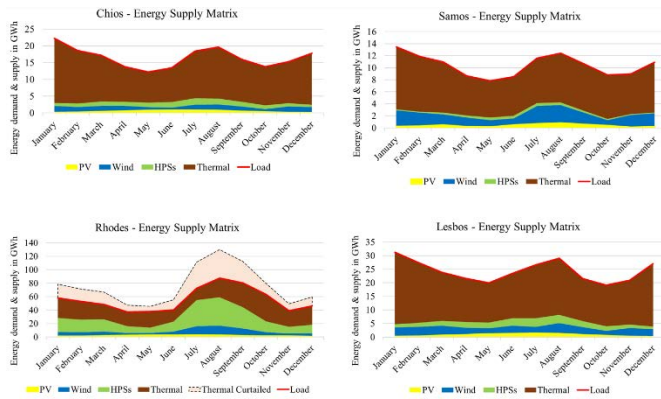 Chios - Energy Supply Matrix
Energy demand & supply in GWh
25
20
15
10
5
0
January
February
March
April
May
June
July
August
September
October
November
December
PV Wind HPSs Thermal Load
Samos - Energy Supply Matrix
Energy demand & supply in GWh
16
14
12
10
8
6
4
2
0
January
February
March
April
May
June
July
August
September
October
November
December
PV Wind HPSs Thermal Load
Rhodes - Energy Supply Matrix
Energy demand & supply in GWh
140
120
100
80
60
40
20
0
January
February
March
April
May
June
July
August
September
October
November
December
PV Wind HPSs Thermal Thermal Curtailed Load
Lesbos - Energy Supply Matrix
Energy demand & supply in GWh
35
30
25
20
15
10
5
0
January
February
March
April
May
June
July
August
September
October
November
December
PV Wind HPSs Thermal Load